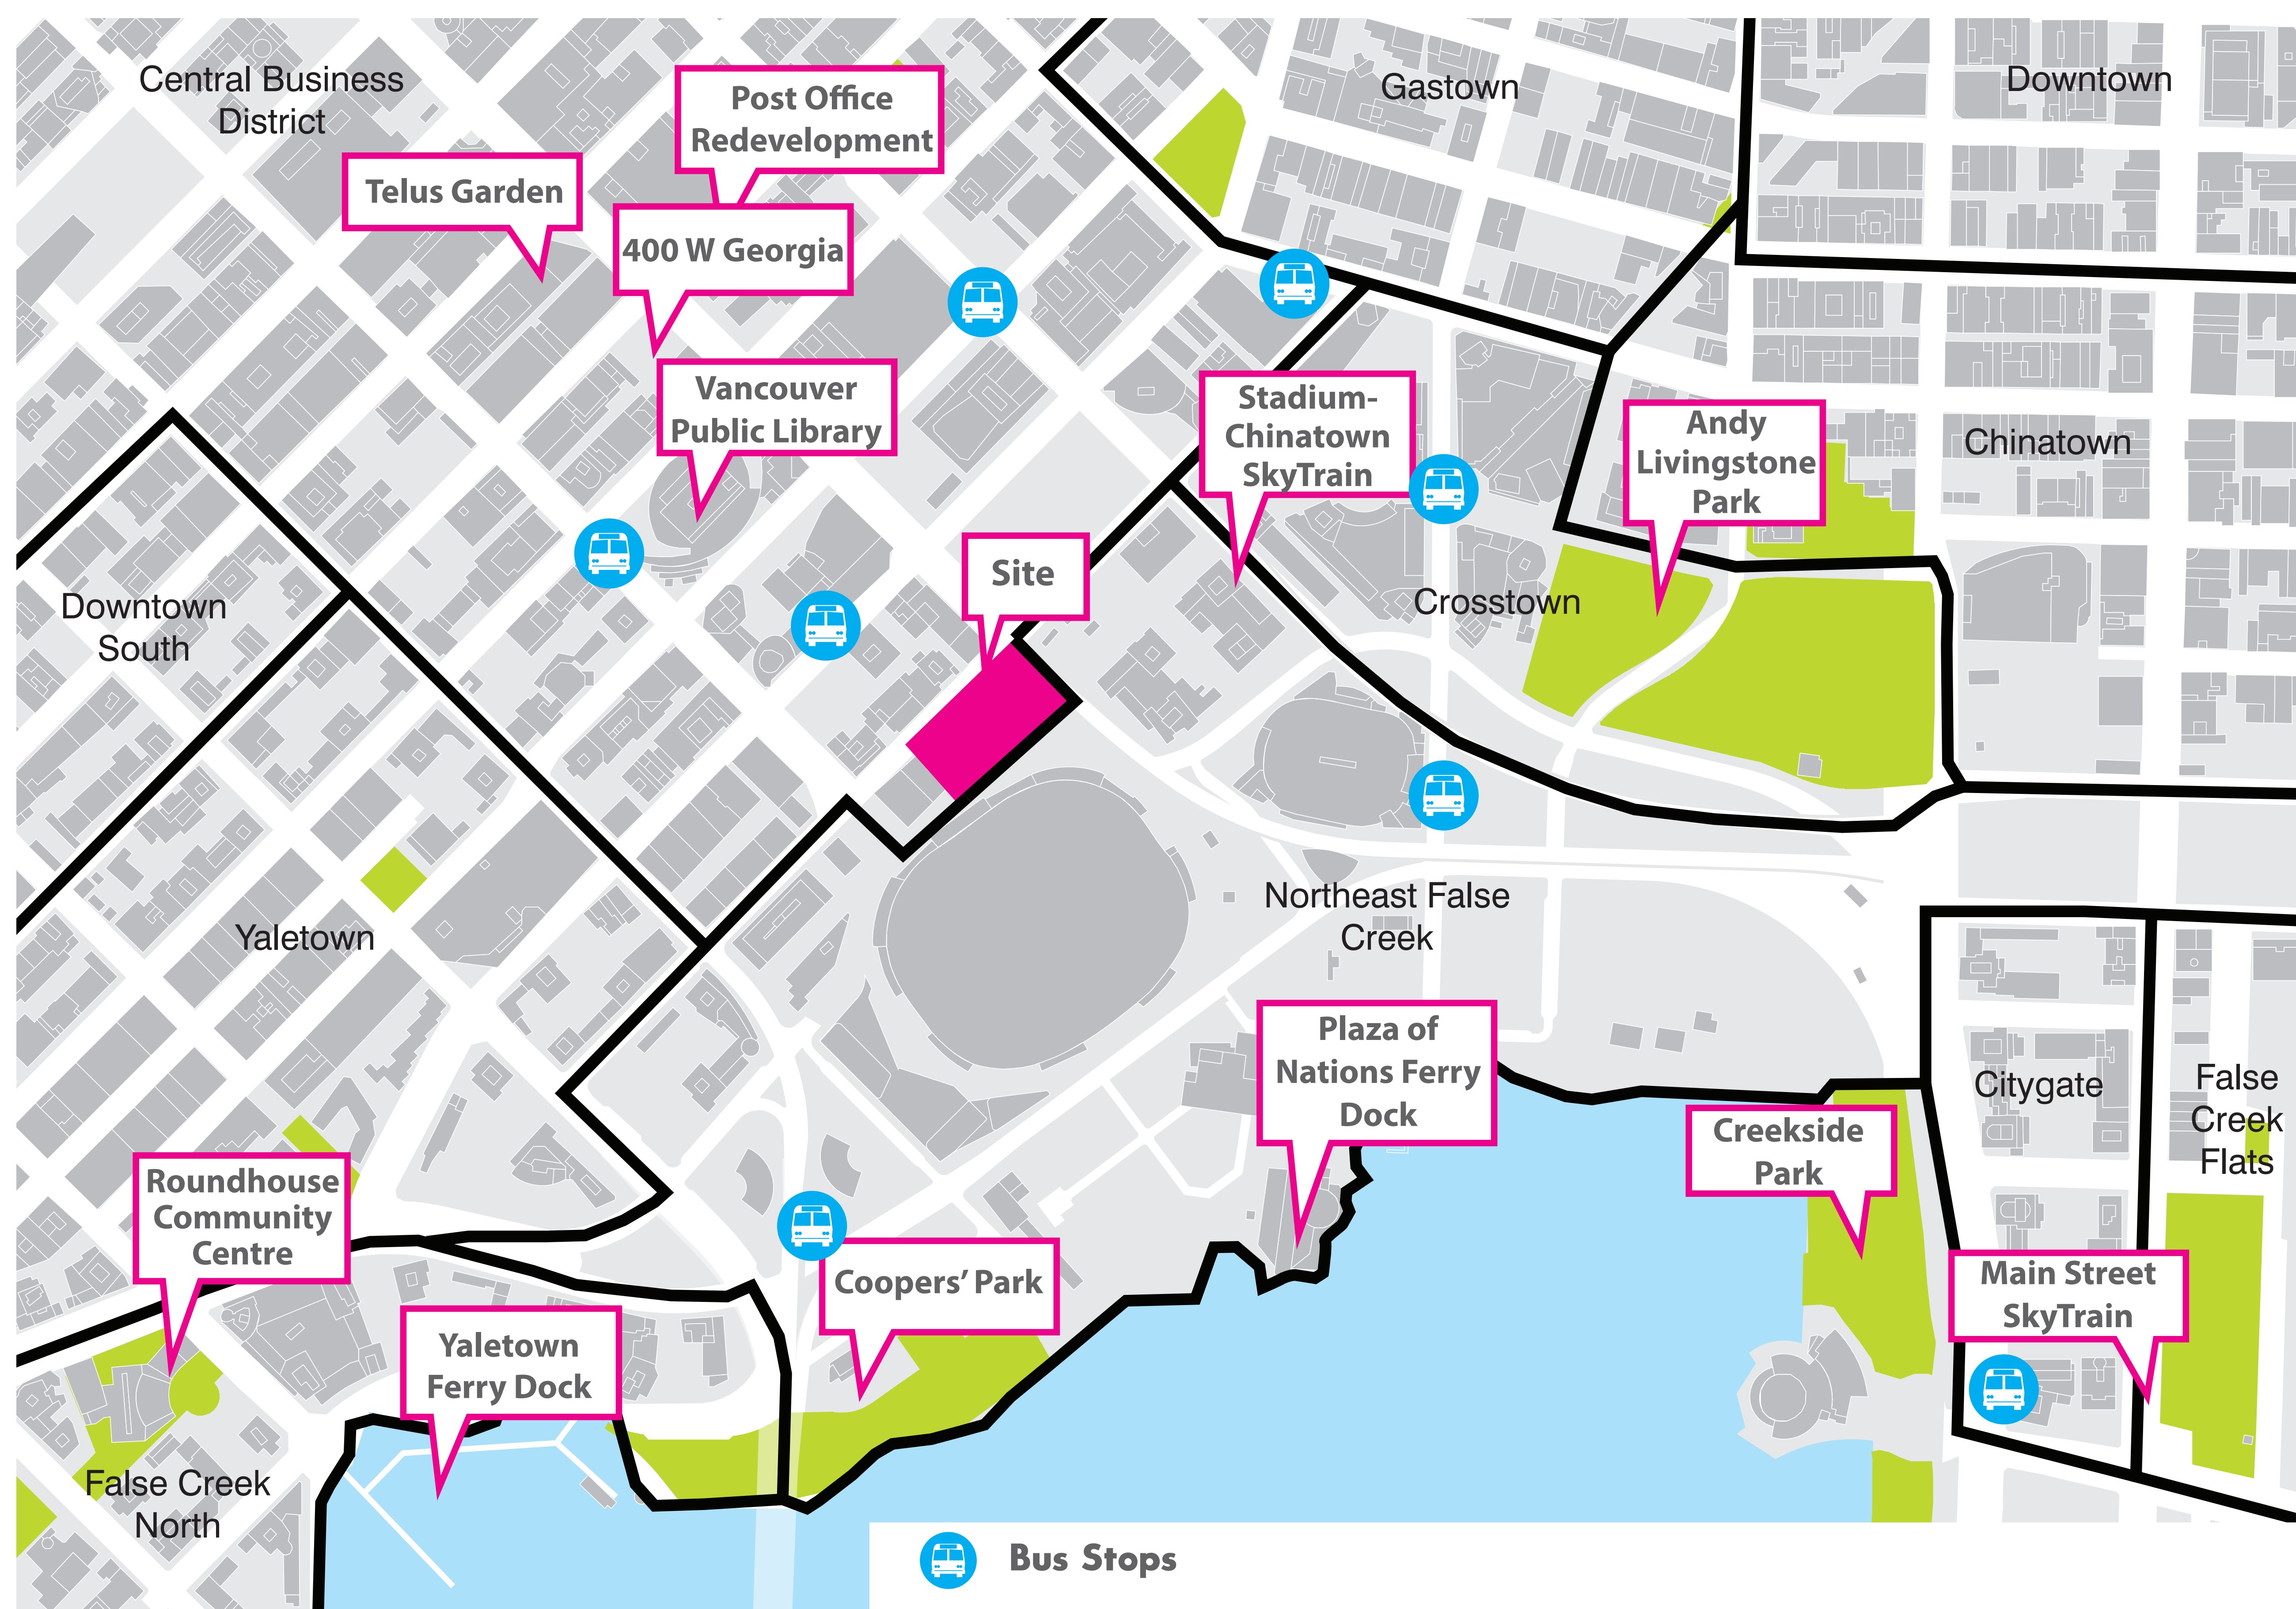 Central Business
District
Post Office
Redevelopment
Gastown
Downtown
Telus Garden
400 W Georgia
Vancouver
Public Library
Stadium-
Chinatown
SkyTrain
Andy
Livingstone
Park
Chinatown
Site
Downtown
South
Crosstown
Yaletown
Northeast False
Creek
Plaza of
Nations Ferry
Dock
Citygate
False
Creek
Flats
Creekside
Park
Roundhouse
Community
Centre
Coopers’ Park
Main Street
SkyTrain
Yaletown
Ferry Dock
False Creek
North
Bus Stops